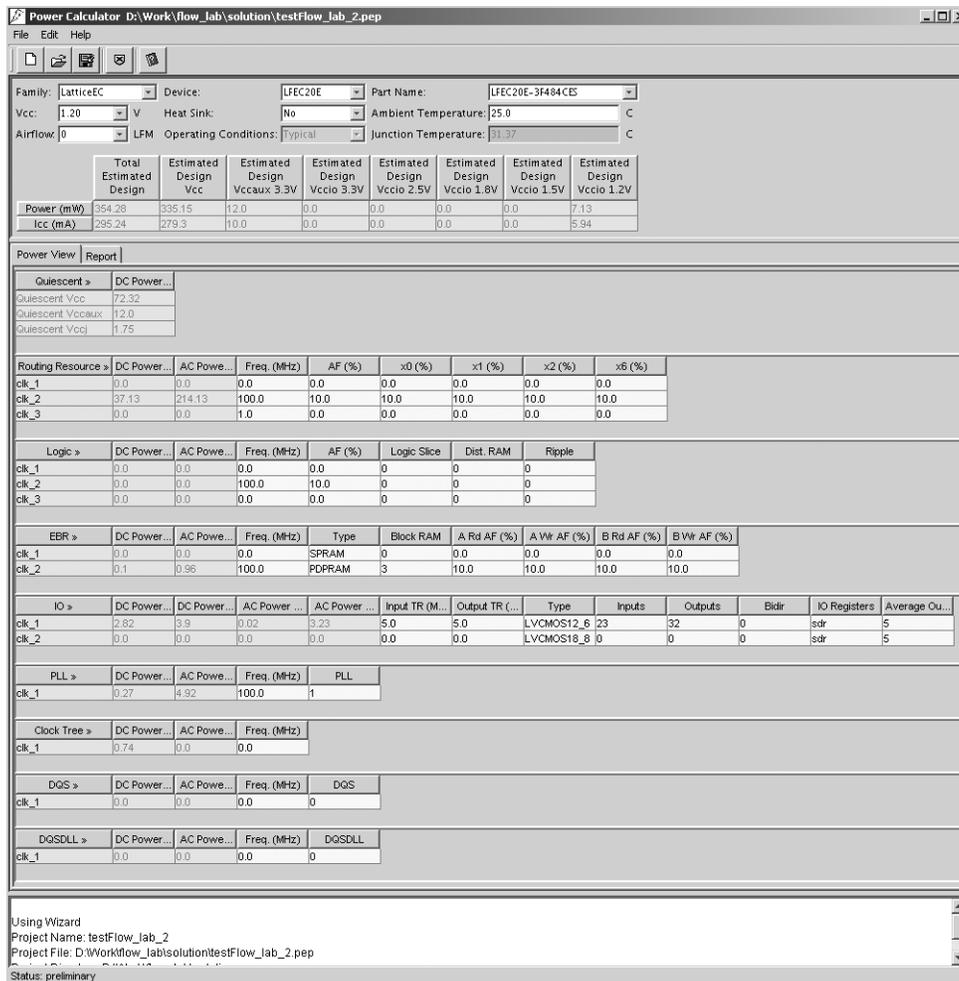 Power Calculator D:\Work\flow_lab\solution\testFlow_lab_2.pep
File Edit Help
Family: LatticeEC Device: LFEC20E Part Name: LFEC20E-3F484CES
Vcc: 1.20 V Heat Sink: No Ambient Temperature: 25.0 C
Airflow: 0 LFM Operating Conditions: Typical Junction Temperature: 31.37 C
Total Estimated Design Estimated Design Vcc Estimated Design Vccaux 3.3V Estimated Design Vccio 3.3V Estimated Design Vccio 2.5V Estimated Design Vccio 1.8V Estimated Design Vccio 1.5V Estimated Design Vccio 1.2V
Power (mW) 354.28 335.15 12.0 0.0 0.0 0.0 0.0 7.13
Icc (mA) 295.24 279.3 10.0 0.0 0.0 0.0 0.0 5.94
Power View Report
Quiescent » DC Power...
Quiescent Vcc 72.32
Quiescent Vccaux 12.0
Quiescent Vccj 1.75
Routing Resource » DC Power... AC Powe... Freq. (MHz) AF (%) x0 (%) x1 (%) x2 (%) x6 (%)
clk_1 0.0 0.0 0.0 0.0 0.0 0.0 0.0 0.0
clk_2 37.13 214.13 100.0 10.0 10.0 10.0 10.0 10.0
clk_3 0.0 0.0 1.0 0.0 0.0 0.0 0.0 0.0
Logic » DC Power... AC Powe... Freq. (MHz) AF (%) Logic Slice Dist. RAM Ripple
clk_1 0.0 0.0 0.0 0.0 0 0 0
clk_2 0.0 0.0 100.0 10.0 0 0 0
clk_3 0.0 0.0 0.0 0.0 0 0 0
EBR » DC Power... AC Powe... Freq. (MHz) Type Block RAM A Rd AF (%) A Wr AF (%) B Rd AF (%) B Wr AF (%)
clk_1 0.0 0.0 0.0 SPRAM 0 0.0 0.0 0.0 0.0
clk_2 0.1 0.96 100.0 PDPRAM 3 10.0 10.0 10.0 10.0
IO » DC Power... DC Power... AC Power ... AC Power ... Input TR (M... Output TR (... Type Inputs Outputs Bidir IO Registers Average Ou...
clk_1 2.82 3.9 0.02 3.23 5.0 5.0 LVCMOS12_6 23 32 0 sdr 5
clk_2 0.0 0.0 0.0 0.0 0.0 0.0 LVCMOS18_8 0 0 0 sdr 5
PLL » DC Power... AC Powe... Freq. (MHz) PLL
clk_1 0.27 4.92 100.0 1
Clock Tree » DC Power... AC Powe... Freq. (MHz)
clk_1 0.74 0.0 0.0
DQS » DC Power... AC Powe... Freq. (MHz) DQS
clk_1 0.0 0.0 0.0 0
DQSDLL » DC Power... AC Powe... Freq. (MHz) DQSDLL
clk_1 0.0 0.0 0.0 0
Using Wizard
Project Name: testFlow_lab_2
Project File: D:\Work\flow_lab\solution\testFlow_lab_2.pep
Status: preliminary